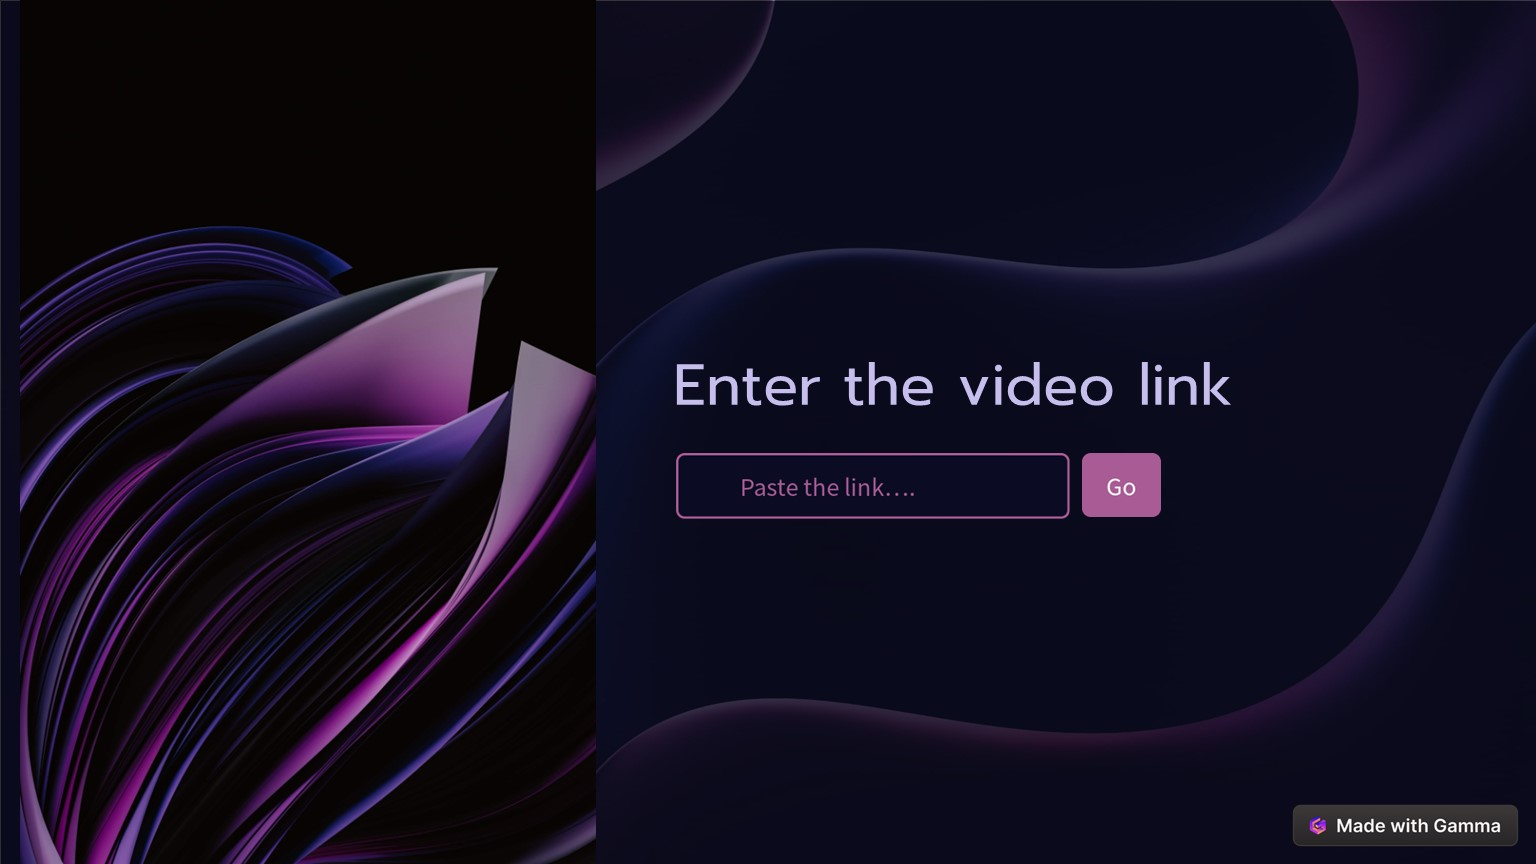 Enter the video link
Paste the link....
Go
Made with Gamma